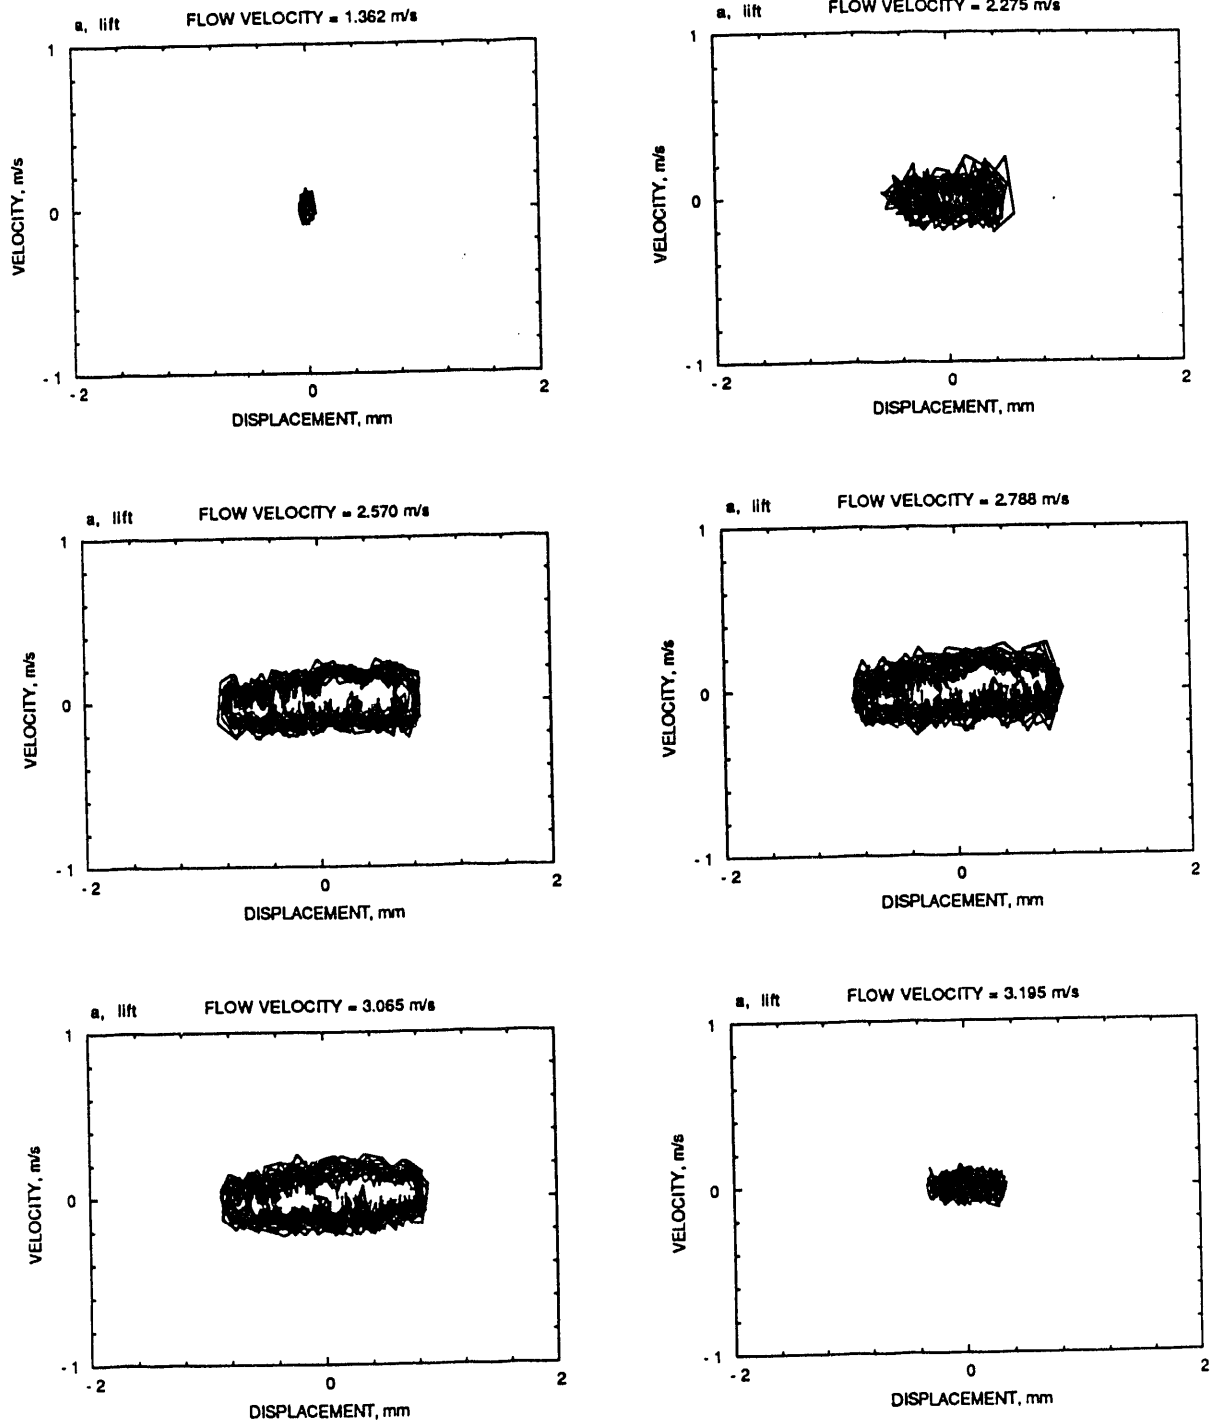 a, lift FLOW VELOCITY = 1.362 m/s
1
0
-1
-2 0 2
VELOCITY, m/s
DISPLACEMENT, mm
a, lift FLOW VELOCITY = 2.275 m/s
1
0
-1
-2 0 2
VELOCITY, m/s
DISPLACEMENT, mm
a, lift FLOW VELOCITY = 2.570 m/s
1
0
-1
-2 0 2
VELOCITY, m/s
DISPLACEMENT, mm
a, lift FLOW VELOCITY = 2.788 m/s
1
0
-1
-2 0 2
VELOCITY, m/s
DISPLACEMENT, mm
a, lift FLOW VELOCITY = 3.065 m/s
1
0
-1
-2 0 2
VELOCITY, m/s
DISPLACEMENT, mm
a, lift FLOW VELOCITY = 3.195 m/s
1
0
-1
-2 0 2
VELOCITY, m/s
DISPLACEMENT, mm